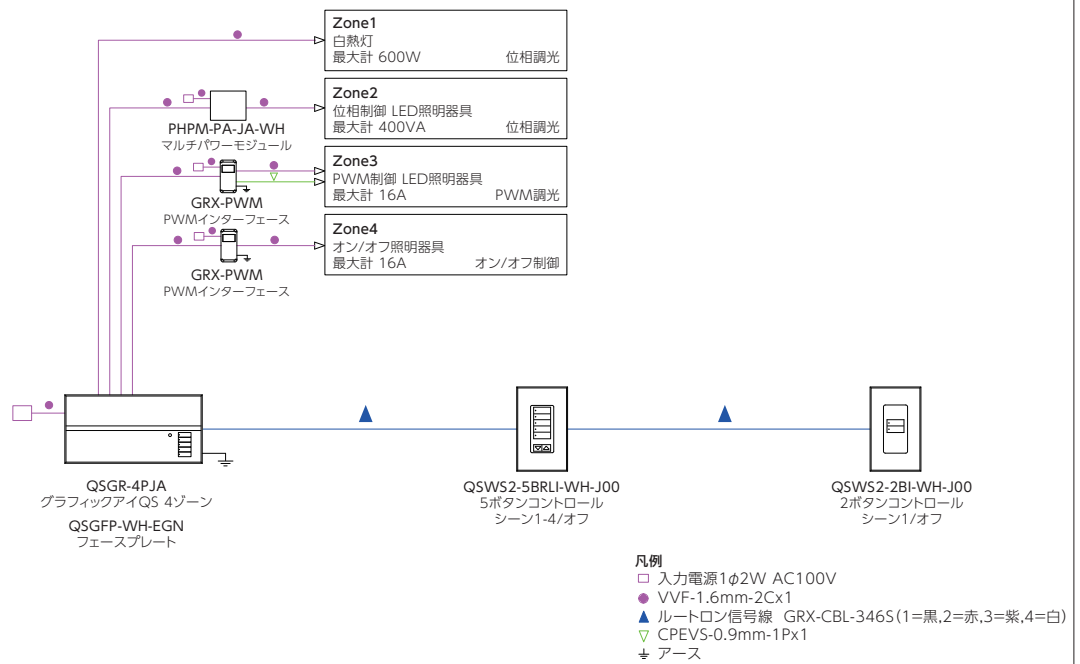 Zone1
白熱灯
最大計 600W 位相調光
Zone2
位相制御 LED照明器具
最大計 400VA 位相調光
PHPM-PA-JA-WH
マルチパワーモジュール
Zone3
PWM制御 LED照明器具
最大計 16A PWM調光
GRX-PWM
PWMインターフェース
Zone4
オン/オフ照明器具
最大計 16A オン/オフ制御
GRX-PWM
PWMインターフェース
QSGR-4PJA
グラフィックアイQS 4ゾーン
QSGFP-WH-EGN
フェースプレート
QSWS2-5BRLI-WH-J00
5ボタンコントロール
シーン1-4/オフ
QSWS2-2BI-WH-J00
2ボタンコントロール
シーン1/オフ
凡例
入力電源1φ2W AC100V
VVF-1.6mm-2Cx1
ルートロン信号線 GRX-CBL-346S(1=黒,2=赤,3=紫,4=白)
CPEVS-0.9mm-1Px1
アース